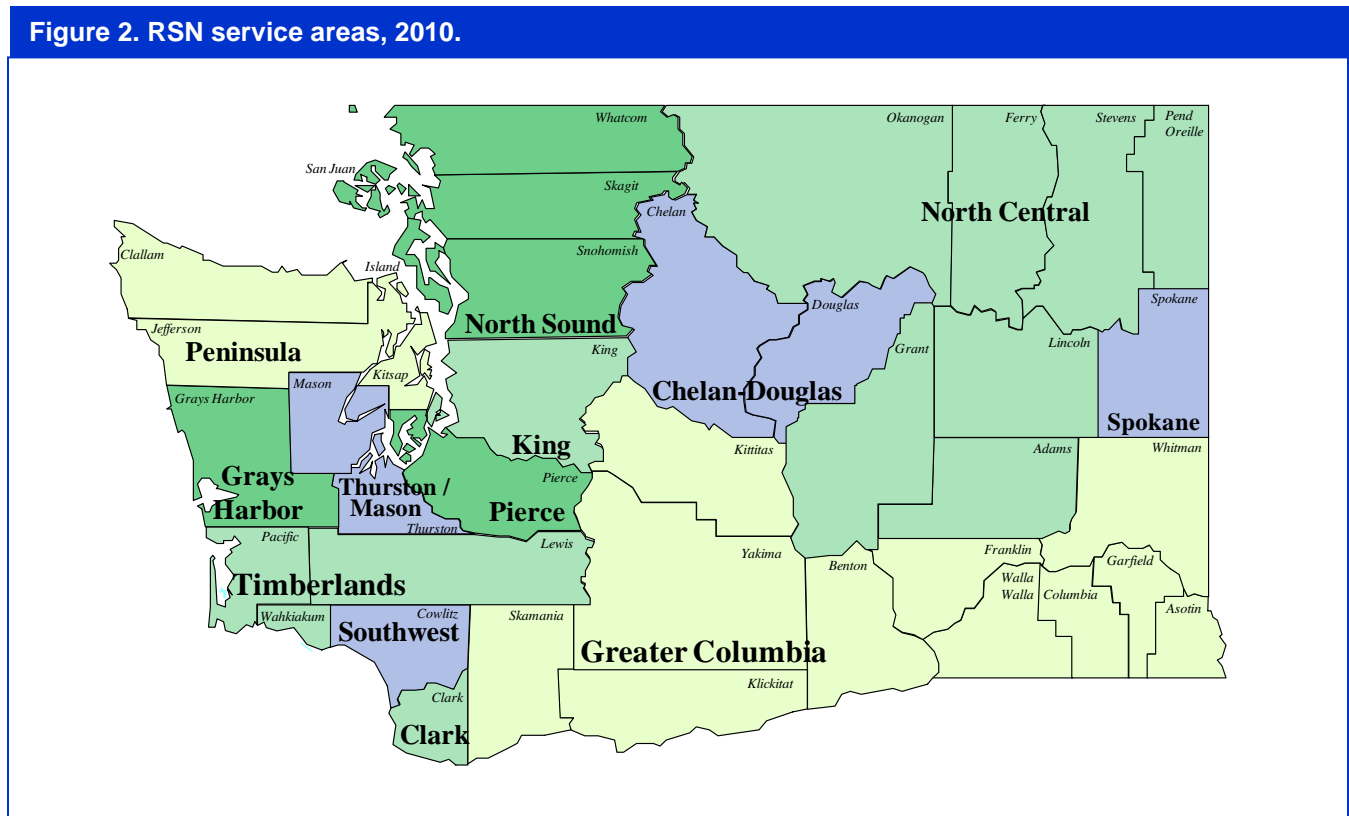 Figure 2. RSN service areas, 2010.
Whatcom
Okanogan
Ferry
Stevens
Pend
Oreille
San Juan
Skagit
Chelan
North Central
Clallam
Snohomish
Island
Douglas
Spokane
Jefferson
North Sound
Peninsula
King
Grant
Lincoln
Mason
Kitsap
Grays Harbor
Chelan-Douglas
Spokane
King
Kittitas
Adams
Whitman
Grays
Harbor
Thurston /
Mason
Pierce
Pierce
Thurston
Pacific
Lewis
Yakima
Benton
Franklin
Garfield
Timberlands
Walla
Walla
Columbia
Asotin
Wahkiakum
Cowlitz
Southwest
Skamania
Greater Columbia
Klickitat
Clark
Clark